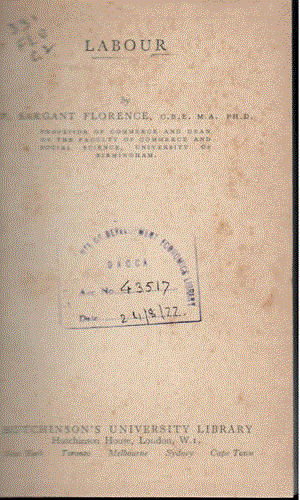 LABOUR
by
SARGANT FLORENCE, C.B.E. M.A. PH.D.
PROFESSOR OF COMMERCE AND DEAN
OF THE FACULTY OF COMMERCE AND
SOCIAL SCIENCE, UNIVERSITY OF
BIRMINGHAM.
DACCA
No. 43517
Date 24/8/22
HUTCHINSON'S UNIVERSITY LIBRARY
Hutchinson House, London, W.1.
New York Toronto Melbourne Sydney Cape Town